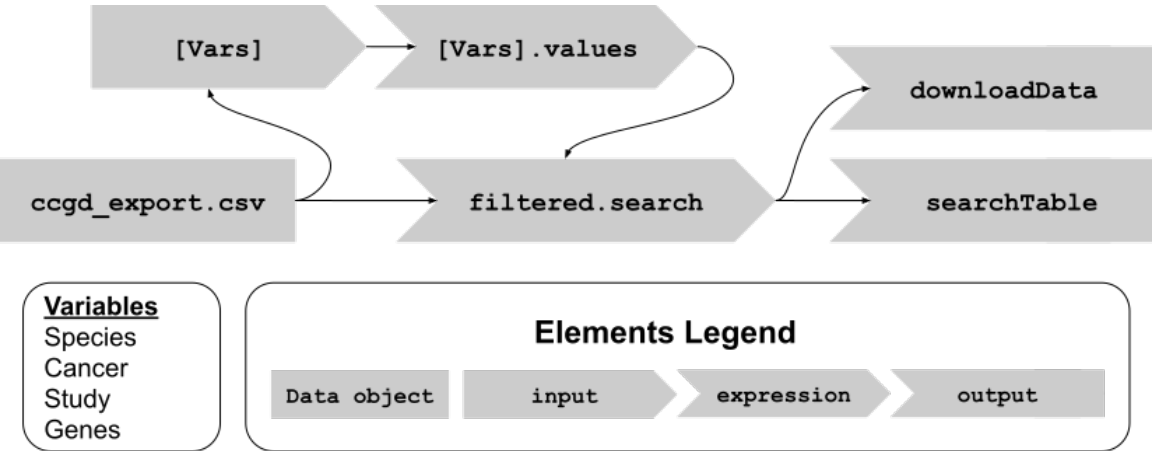 [Vars]
[Vars].values
downloadData
ccgd_export.csv
filtered.search
searchTable
Variables
Species
Cancer
Study
Genes
Elements Legend
Data object
input
expression
output